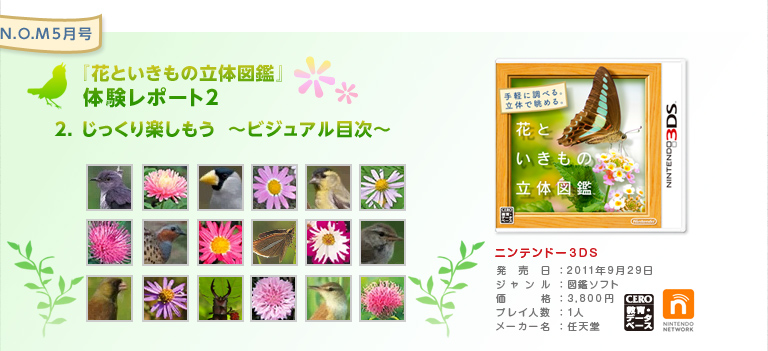 N.O.M5月号
『花といきもの立体図鑑』
体験レポート2
2. じっくり楽しもう ～ビジュアル目次～
手軽に調べる。
立体で眺める。
花と
いきもの
立体図鑑
NINTENDO3DS
Nintendo
ニンテンドー3DS
発売日：2011年9月29日
ジャンル：図鑑ソフト
価格：3,800円
プレイ人数：1人
メーカー名：任天堂
CERO
教育・データベース
NINTENDO
NETWORK